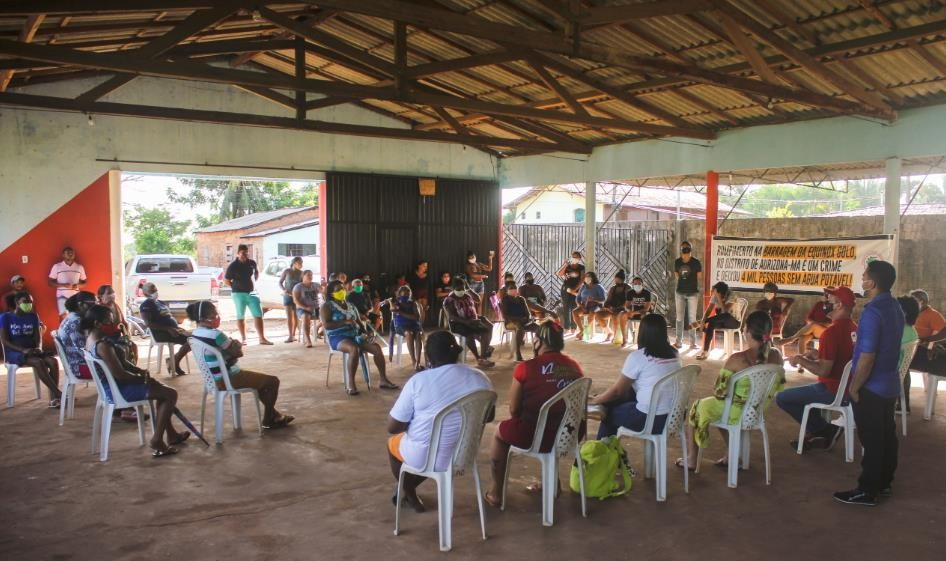 ROMPIMENTO NA BARRAGEM DA EQUINOX GOLD,
NO DISTRITO DE AURIZONA-MA É UM CRIME
E DEIXOU 4 MIL PESSOAS SEM ÁGUA POTÁVEL!